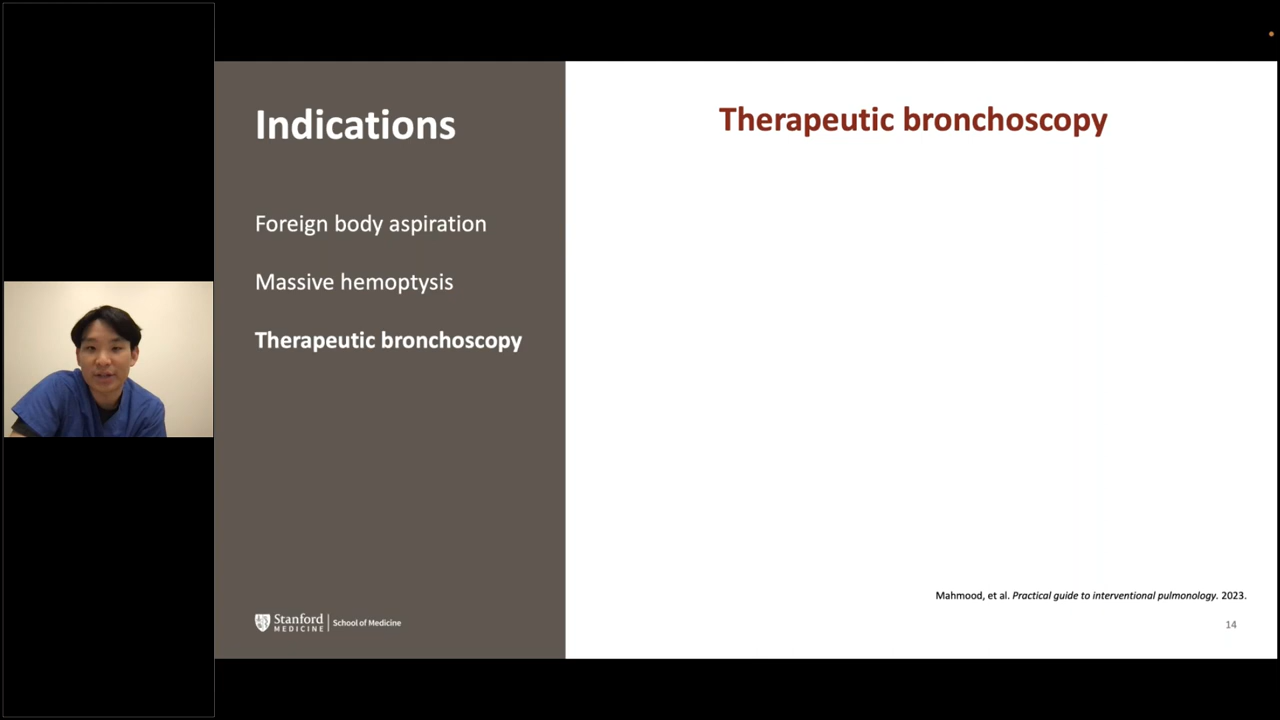 Indications
Foreign body aspiration
Massive hemoptysis
Therapeutic bronchoscopy
Stanford
MEDICINE
School of Medicine
Therapeutic bronchoscopy
Mahmood, et al. Practical guide to interventional pulmonology. 2023.
14